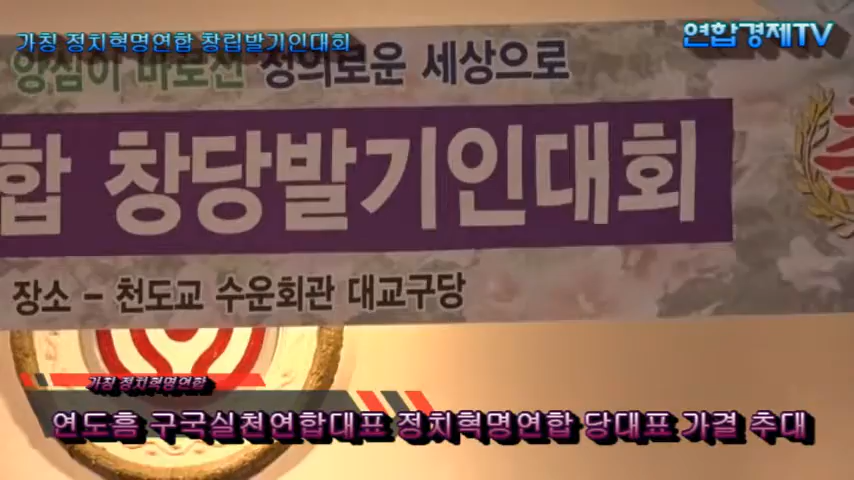 가칭 정치혁명연합 창립발기인대회
연합경제TV
양심이 바로선 정의로운 세상으로
합 창당발기인대회
장소 - 천도교 수운회관 대교구당
가칭 정치혁명연합
연도흠 구국실천연합대표 정치혁명연합 당대표 가결 추대